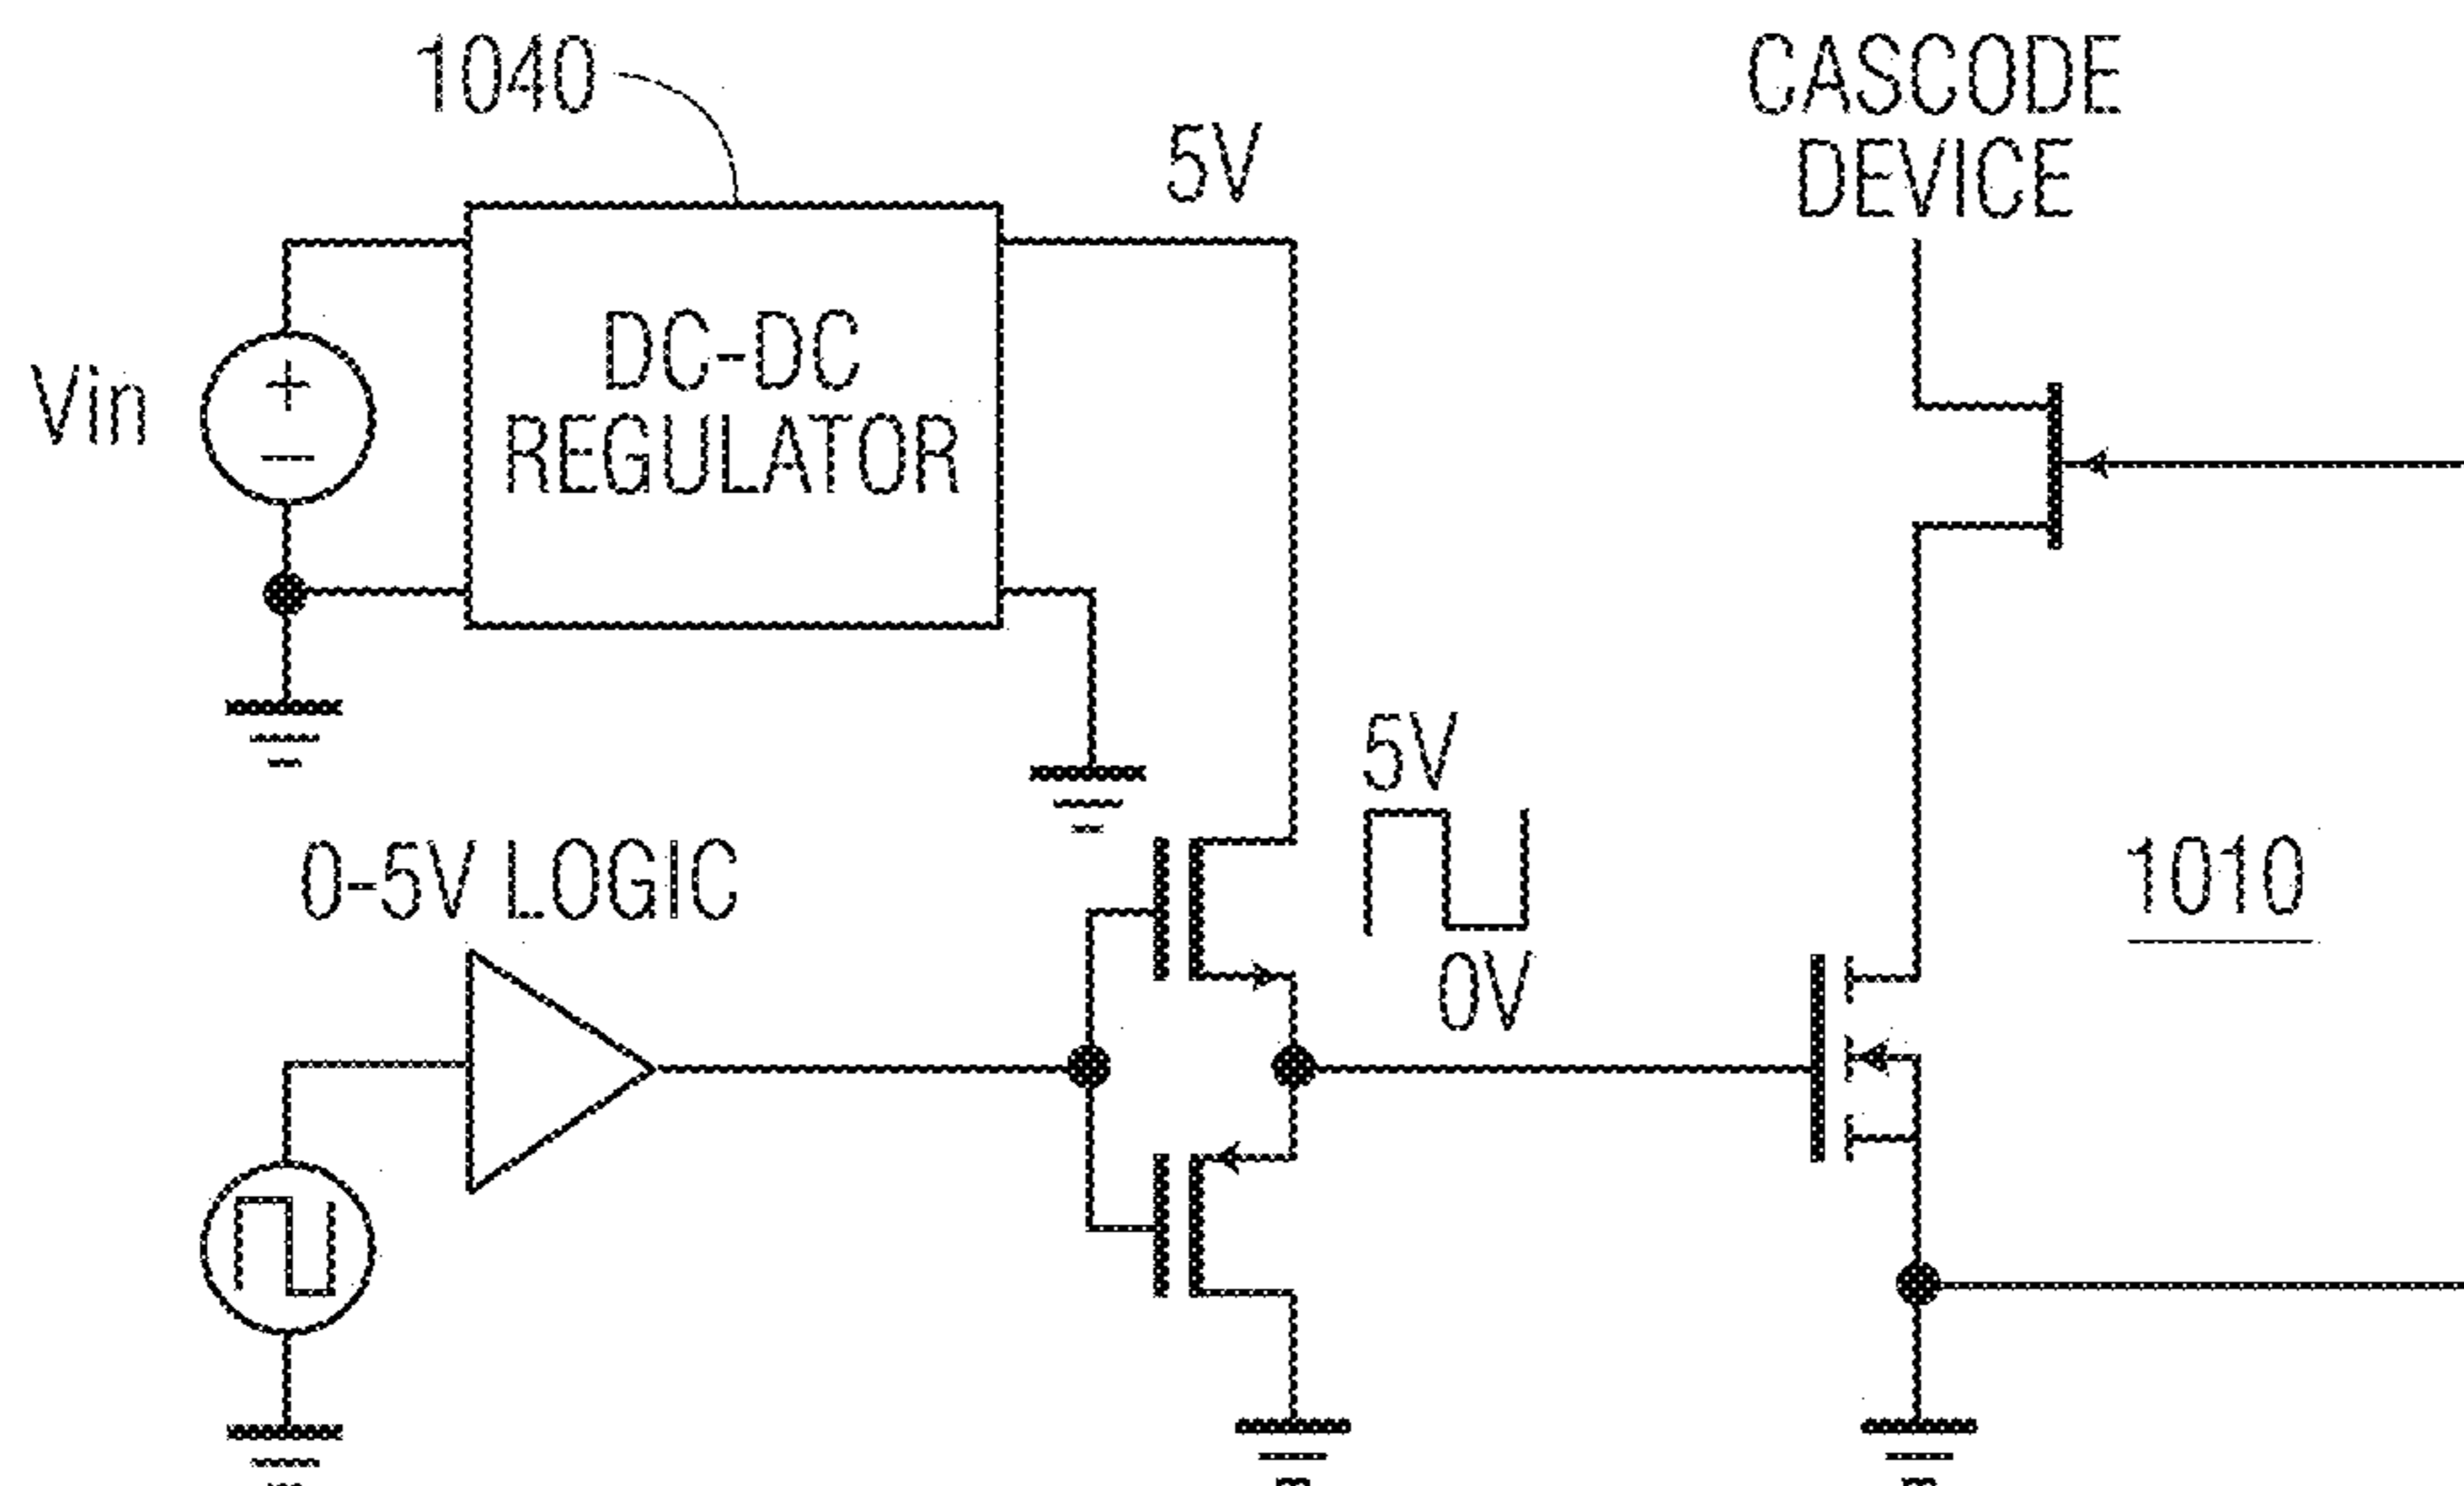 1040
5V
CASCODE
DEVICE
Vin
+
−
DC-DC
REGULATOR
5V
0V
0-5V LOGIC
1010